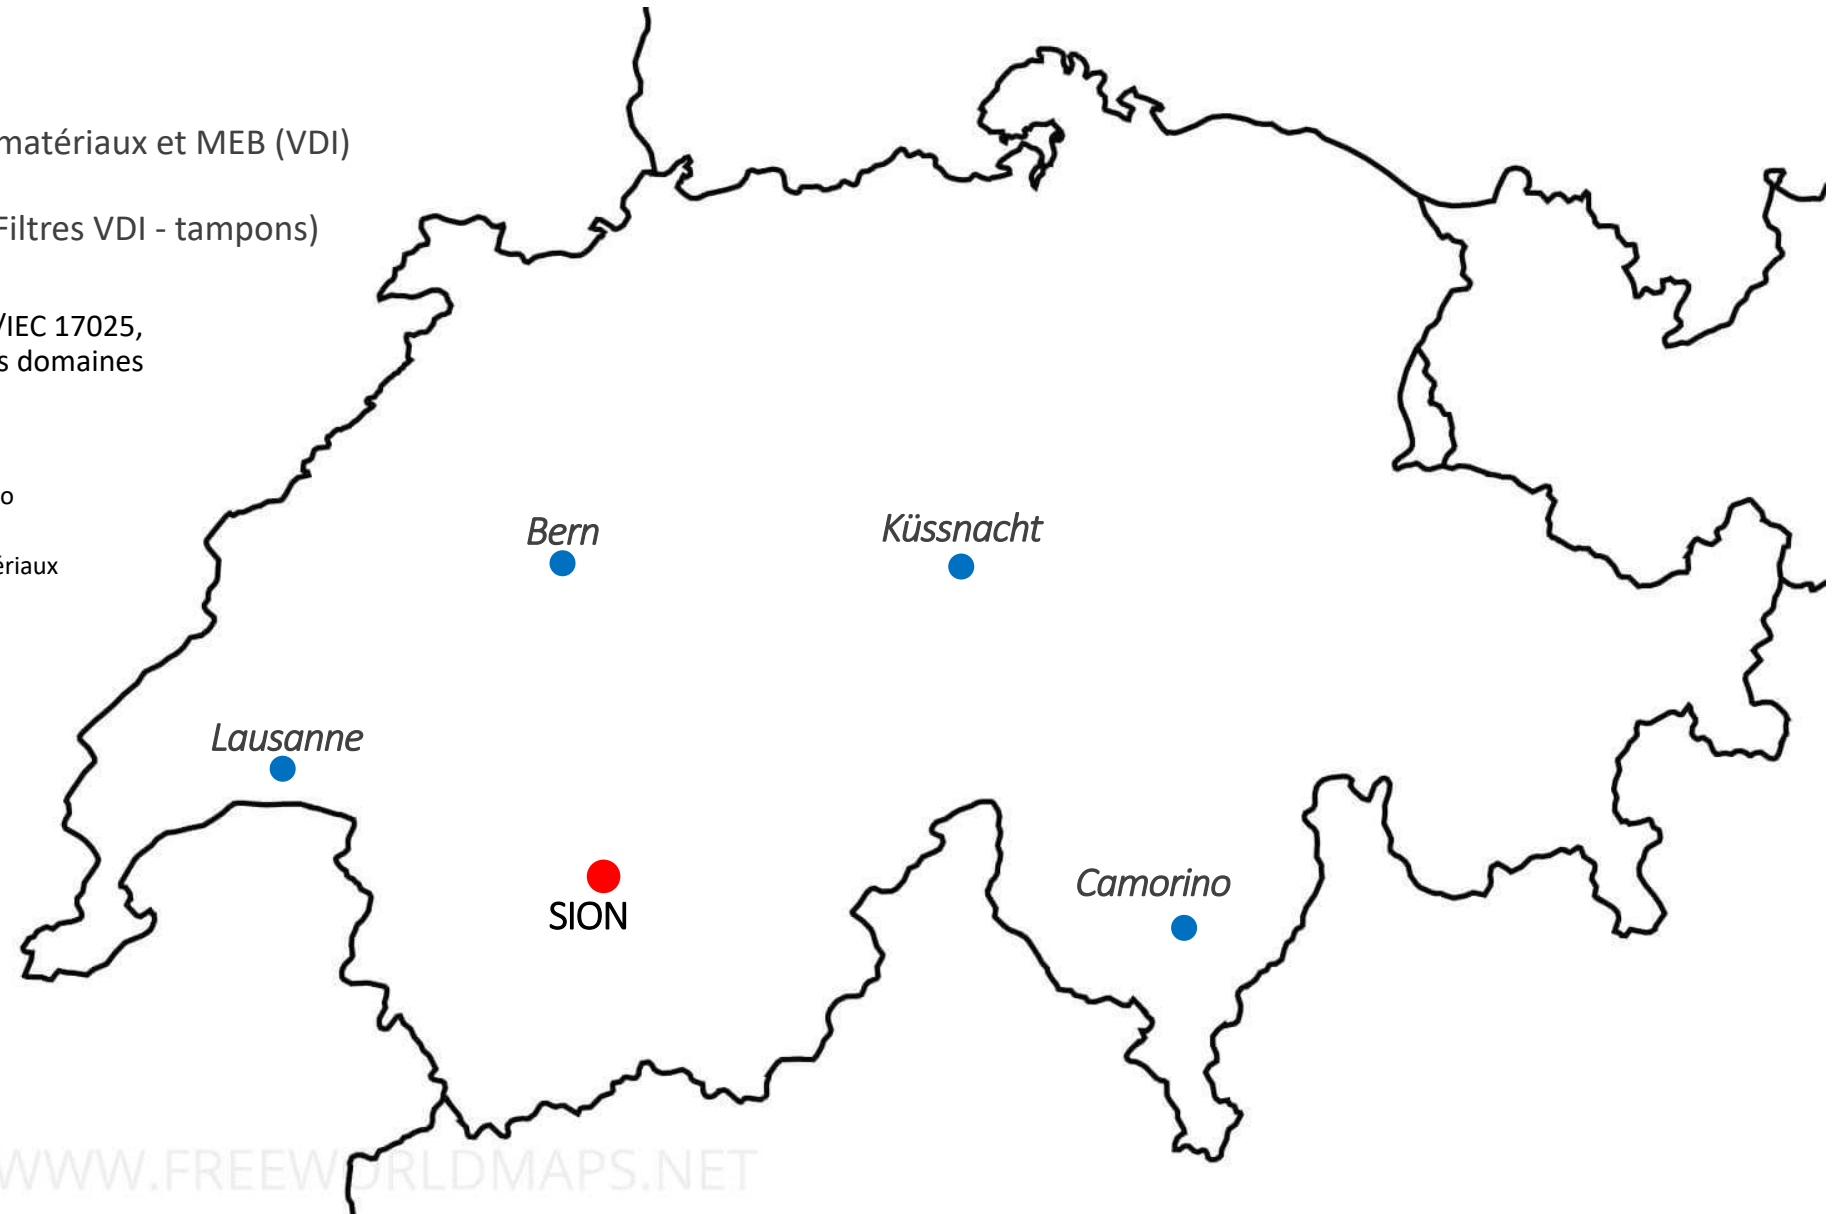 matériaux et MEB (VDI)
Filtres VDI - tampons)
/IEC 17025,
s domaines
o
ériaux
Bern
Küssnacht
Lausanne
SION
Camorino
WWW.FREEWORLDMAPS.NET